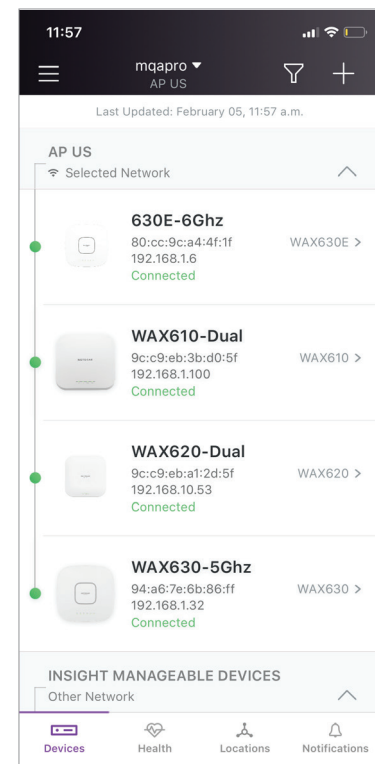 11:57
mqapro
AP US
Last Updated: February 05, 11:57 a.m.
AP US
Selected Network
630E-6Ghz
80:cc:9c:a4:4f:1f
WAX630E >
192.168.1.6
Connected
WAX610-Dual
9c:c9:eb:3b:d0:5f
WAX610 >
192.168.1.100
Connected
WAX620-Dual
9c:c9:eb:a1:2d:5f
WAX620 >
192.168.10.53
Connected
WAX630-5Ghz
94:a6:7e:6b:86:ff
WAX630 >
192.168.1.32
Connected
INSIGHT MANAGEABLE DEVICES
Other Network
Devices Health Locations Notifications